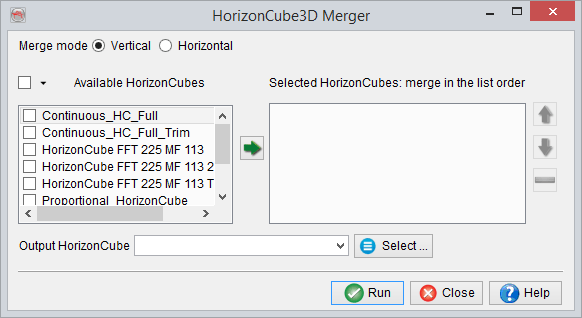 HorizonCube3D Merger
Merge mode Vertical Horizontal
Available HorizonCubes
Selected HorizonCubes: merge in the list order
Continuous_HC_Full
Continuous_HC_Full_Trim
HorizonCube FFT 225 MF 113
HorizonCube FFT 225 MF 113 2
HorizonCube FFT 225 MF 113 T
Proportional_HorizonCube
Output HorizonCube
Select ...
Run
Close
Help